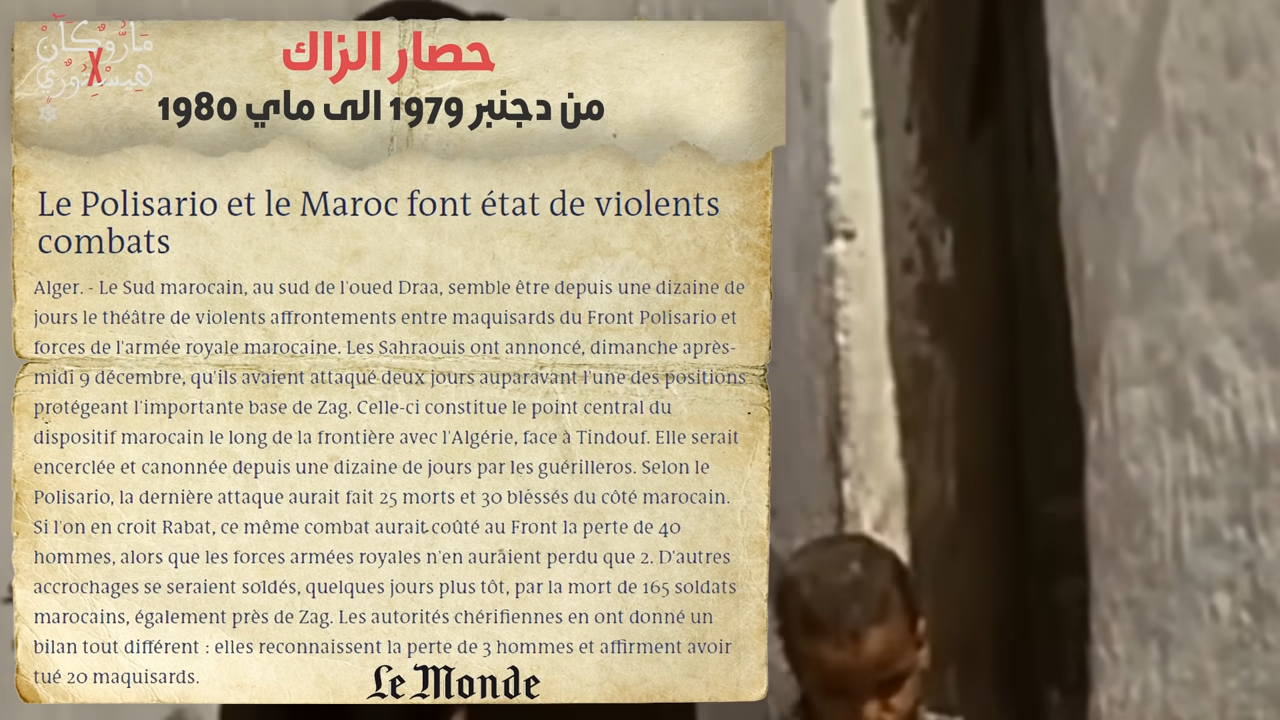 ماروكان
هيستوري
X
حصار الزاك
من دجنبر 1979 الى ماي 1980
Le Polisario et le Maroc font état de violents
combats
Alger. - Le Sud marocain, au sud de l'oued Draa, semble être depuis une dizaine de
jours le théâtre de violents affrontements entre maquisards du Front Polisario et
forces de l'armée royale marocaine. Les Sahraouis ont annoncé, dimanche après-
midi 9 décembre, qu'ils avaient attaqué deux jours auparavant l'une des positions
protégeant l'importante base de Zag. Celle-ci constitue le point central du
dispositif marocain le long de la frontière avec l'Algérie, face à Tindouf. Elle serait
encerclée et canonnée depuis une dizaine de jours par les guérilleros. Selon le
Polisario, la dernière attaque aurait fait 25 morts et 30 blessés du côté marocain.
Si l'on en croit Rabat, ce même combat aurait coûté au Front la perte de 40
hommes, alors que les forces armées royales n'en auraient perdu que 2. D'autres
accrochages se seraient soldés, quelques jours plus tôt, par la mort de 165 soldats
marocains, également près de Zag. Les autorités chérifiennes en ont donné un
bilan tout différent : elles reconnaissent la perte de 3 hommes et affirment avoir
tué 20 maquisards.
Le Monde